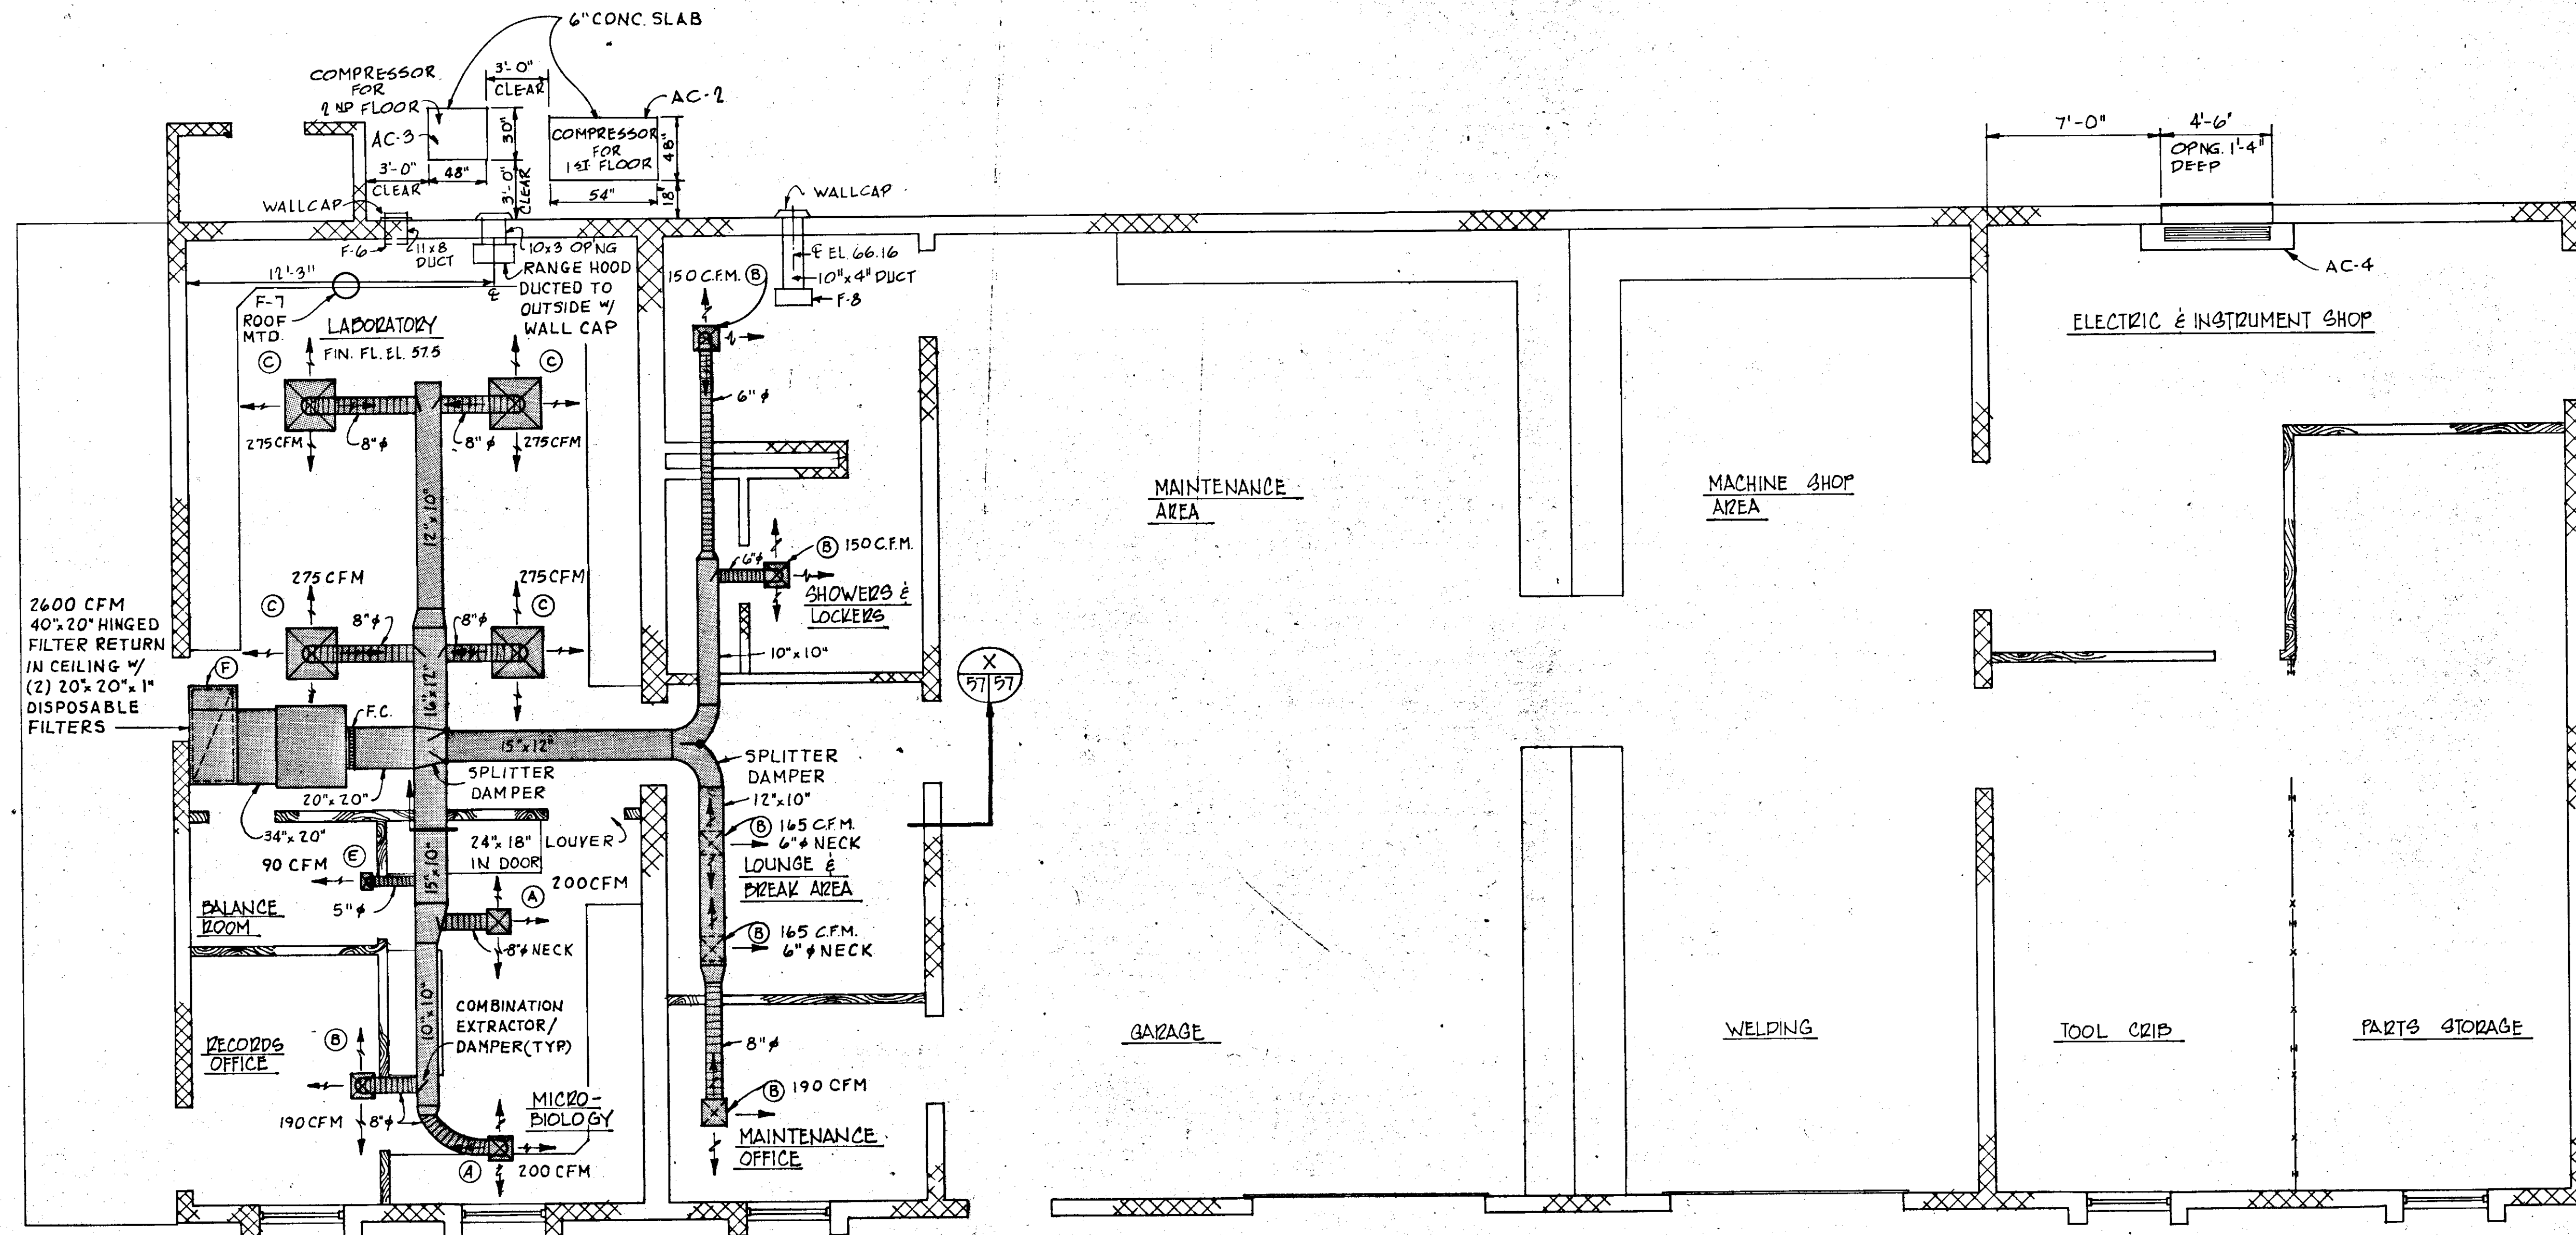 6" CONC. SLAB
COMPRESSOR
FOR
2ND FLOOR
AC-3
3'-0"
CLEAR
30"
3'-0"
CLEAR
48"
3'-0"
CLEAR
AC-2
COMPRESSOR
FOR
1ST FLOOR
48"
54"
18"
WALLCAP
WALLCAP
7'-0"
4'-6"
OPNG. 1'-4"
DEEP
AC-4
F-6
11x8
DUCT
10x3 OPNG
RANGE HOOD
DUCTED TO
OUTSIDE W/
WALL CAP
℄
12'-3"
F-7
ROOF
MTD.
LABORATORY
FIN. FL. EL. 57.5
℄ EL. 66.16
10"x4" DUCT
F-8
150 C.F.M. B
ELECTRIC & INSTRUMENT SHOP
C
C
275 CFM
8"φ
8"φ
275 CFM
6"φ
12"x10"
MAINTENANCE
AREA
MACHINE SHOP
AREA
275 CFM
275 CFM
C
8"φ
8"φ
C
6"φ
B 150 C.F.M.
SHOWERS &
LOCKERS
10"x10"
2600 CFM
40"x20" HINGED
FILTER RETURN
IN CEILING W/
(2) 20"x20"x1"
DISPOSABLE
FILTERS
F
F.C.
16"x12"
15"x12"
X
57 57
SPLITTER
DAMPER
SPLITTER
DAMPER
12"x10"
20"x20"
34"x20"
B 165 C.F.M.
6"φ NECK
LOUNGE &
BREAK AREA
90 CFM E
5"φ
15"x10"
24"x18" LOUVER
IN DOOR
200 CFM
A
BALANCE
ROOM
8"φ NECK
B 165 C.F.M.
6"φ NECK
10"x10"
COMBINATION
EXTRACTOR/
DAMPER (TYP)
RECORDS
OFFICE
B
8"φ
GARAGE
WELDING
TOOL CRIB
PARTS STORAGE
190 CFM
8"φ
MICRO-
BIOLOGY
B 190 CFM
MAINTENANCE
OFFICE
A
200 CFM